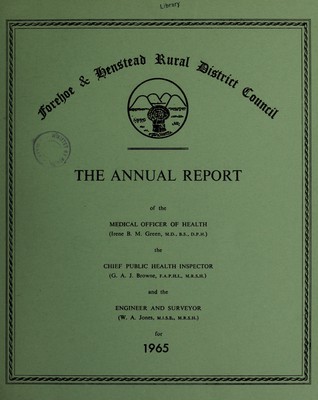 Library
Forehoe & Henstead Rural District Council
THE ANNUAL REPORT
of the
MEDICAL OFFICER OF HEALTH
(Irene B. M. Green, M.D., B.S., D.P.H.)
the
CHIEF PUBLIC HEALTH INSPECTOR
(G. A. J. Browne, F.A.P.H.I., M.R.S.H.)
and the
ENGINEER AND SURVEYOR
(W. A. Jones, M.I.S.E., M.R.S.H.)
for
1965